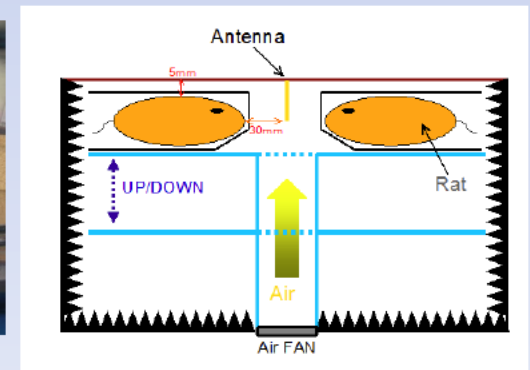 Antenna
5mm
30mm
UP/DOWN
Rat
Air
Air FAN